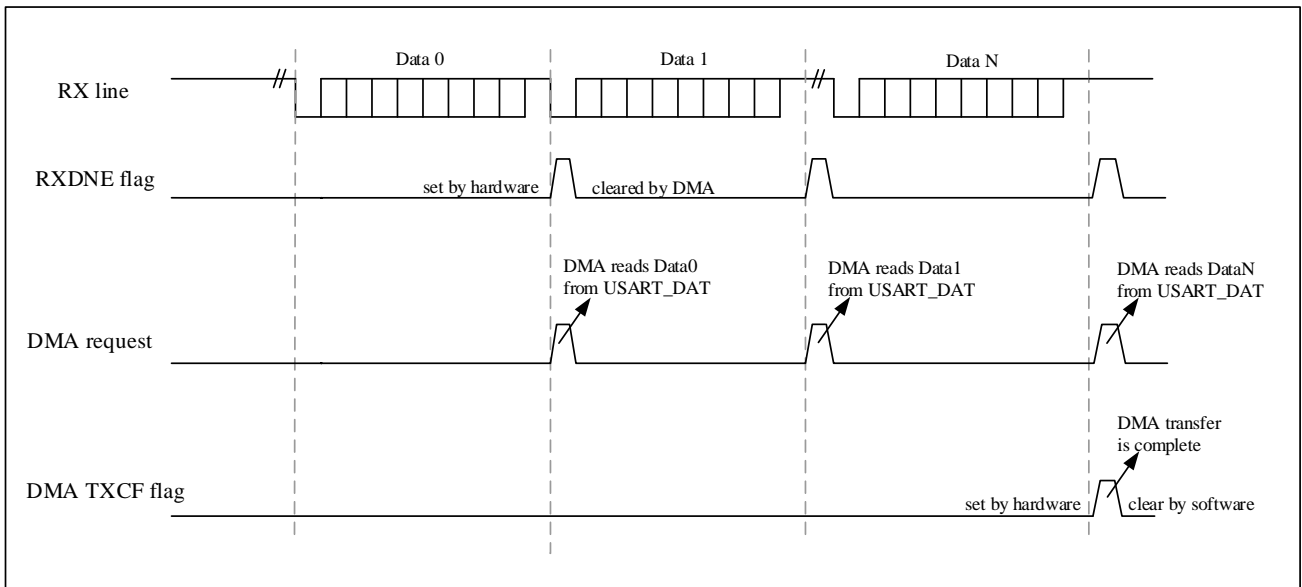 Data 0
Data 1
Data N
RX line
RXDNE flag
set by hardware
cleared by DMA
DMA reads Data0
from USART_DAT
DMA reads Data1
from USART_DAT
DMA reads DataN
from USART_DAT
DMA request
DMA transfer
is complete
DMA TXCF flag
set by hardware
clear by software